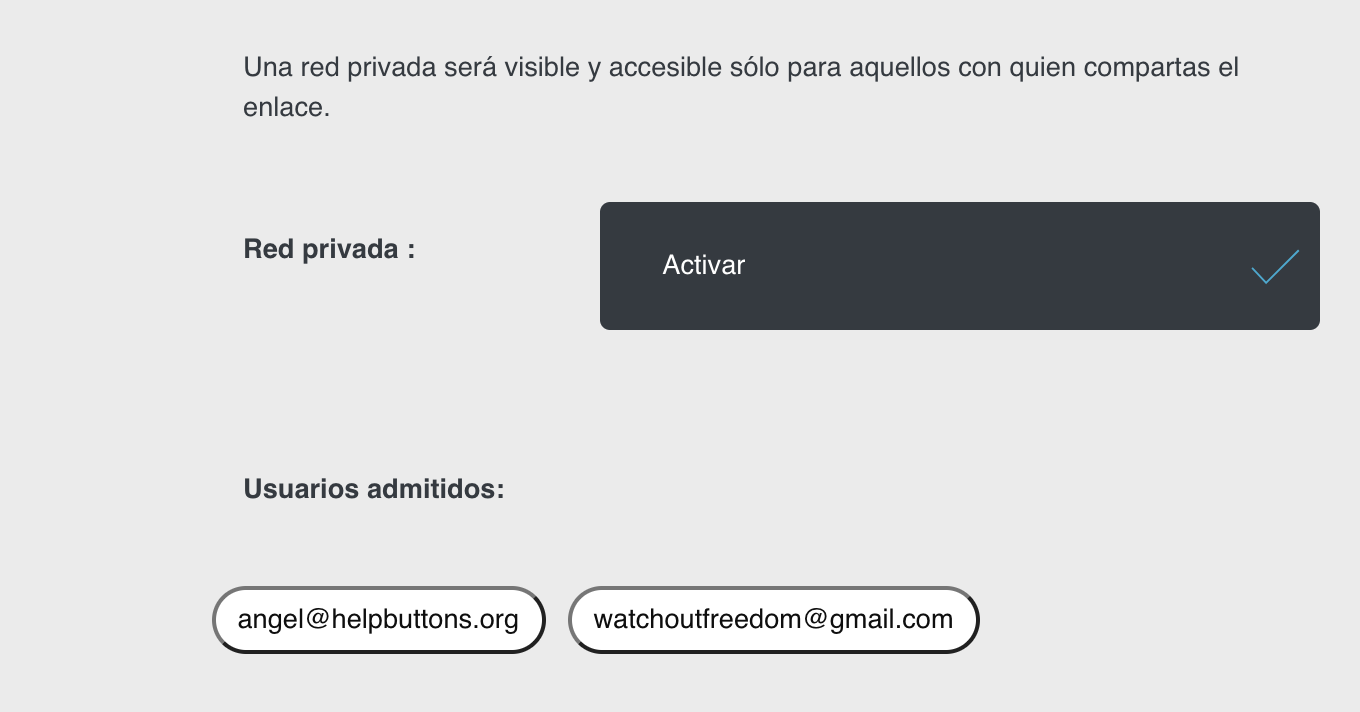 Una red privada será visible y accesible sólo para aquellos con quien compartas el
enlace.
Red privada :
Activar
Usuarios admitidos:
angel@helpbuttons.org
watchoutfreedom@gmail.com